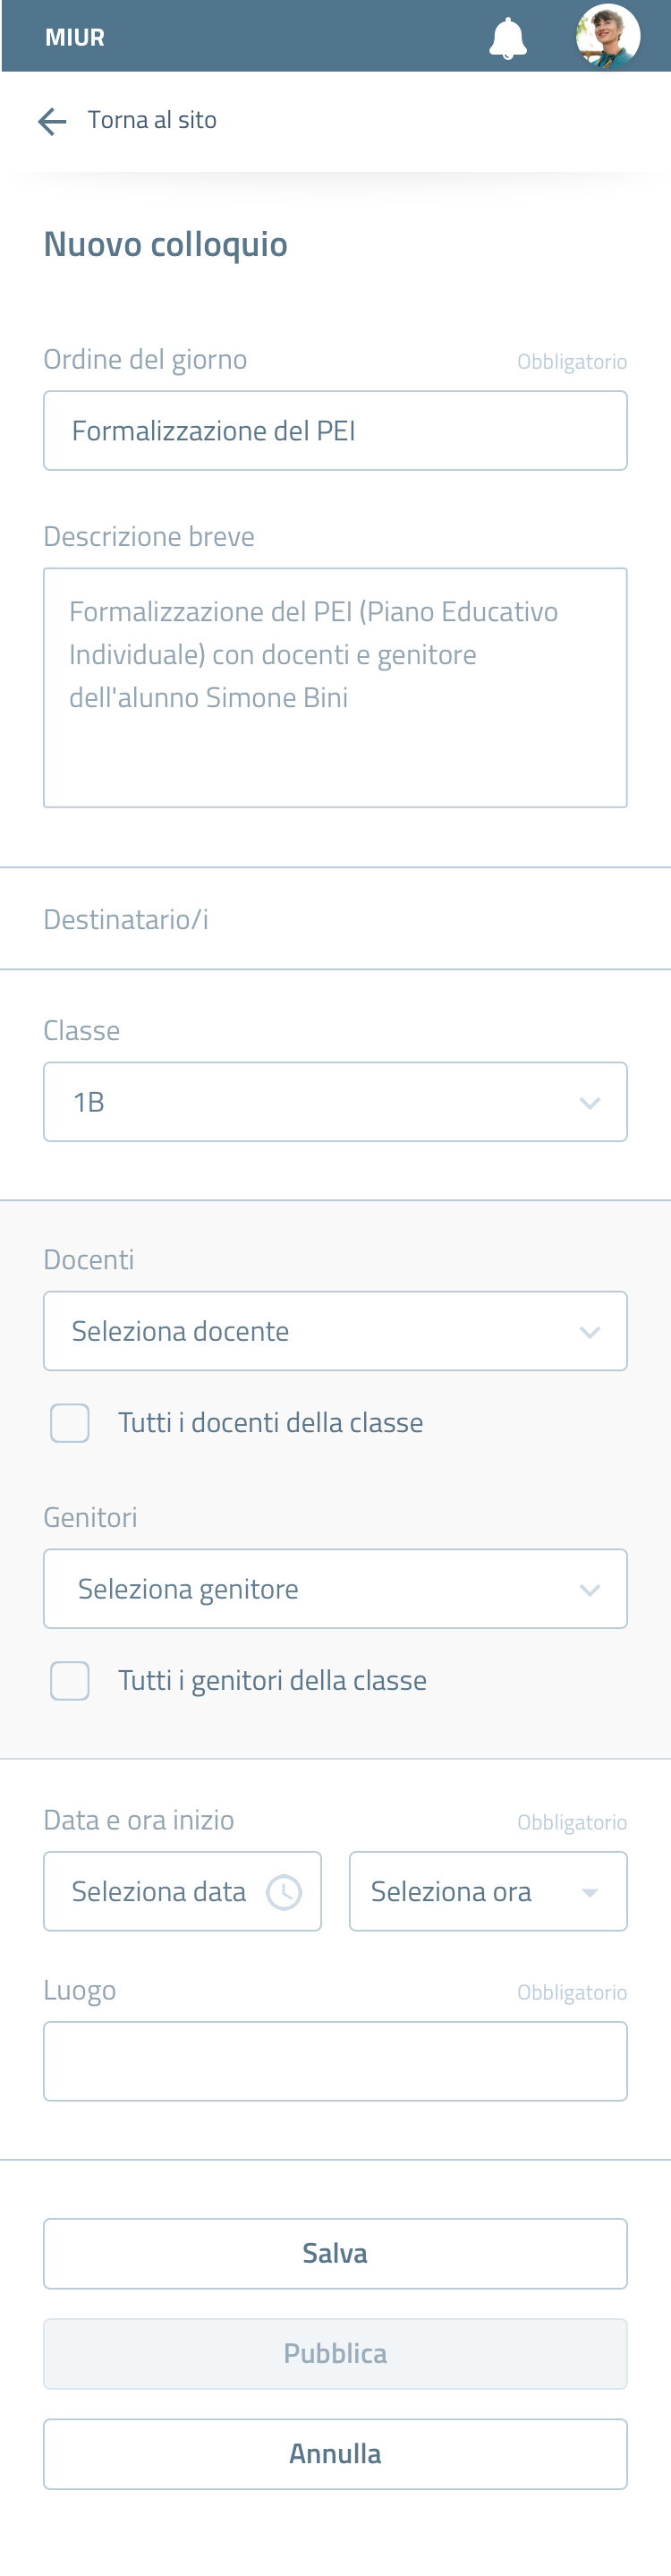 MIUR
Torna al sito
Nuovo colloquio
Ordine del giorno
Obbligatorio
Formalizzazione del PEI
Descrizione breve
Formalizzazione del PEI (Piano Educativo
Individuale) con docenti e genitore
dell'alunno Simone Bini
Destinatario/i
Classe
1B
Docenti
Seleziona docente
Tutti i docenti della classe
Genitori
Seleziona genitore
Tutti i genitori della classe
Data e ora inizio
Obbligatorio
Seleziona data
Seleziona ora
Luogo
Obbligatorio
Salva
Pubblica
Annulla